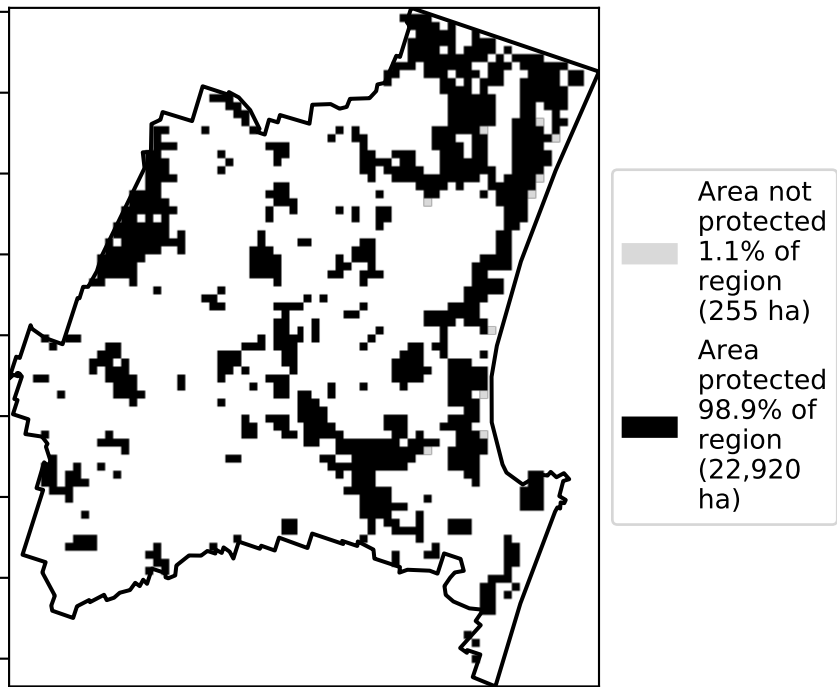 Area not
protected
1.1% of
region
(255 ha)
Area
protected
98.9% of
region
(22,920
ha)